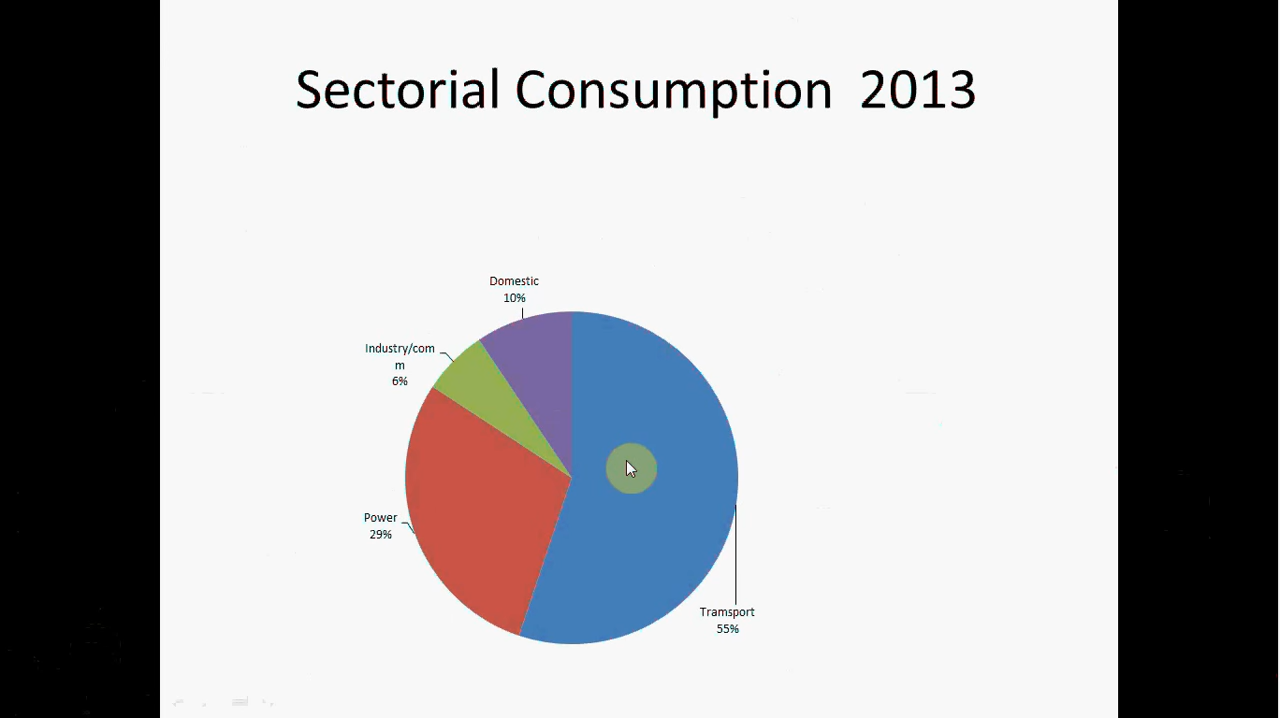 Sectorial Consumption 2013
Domestic
10%
Industry/com
m
6%
Power
29%
Transport
55%